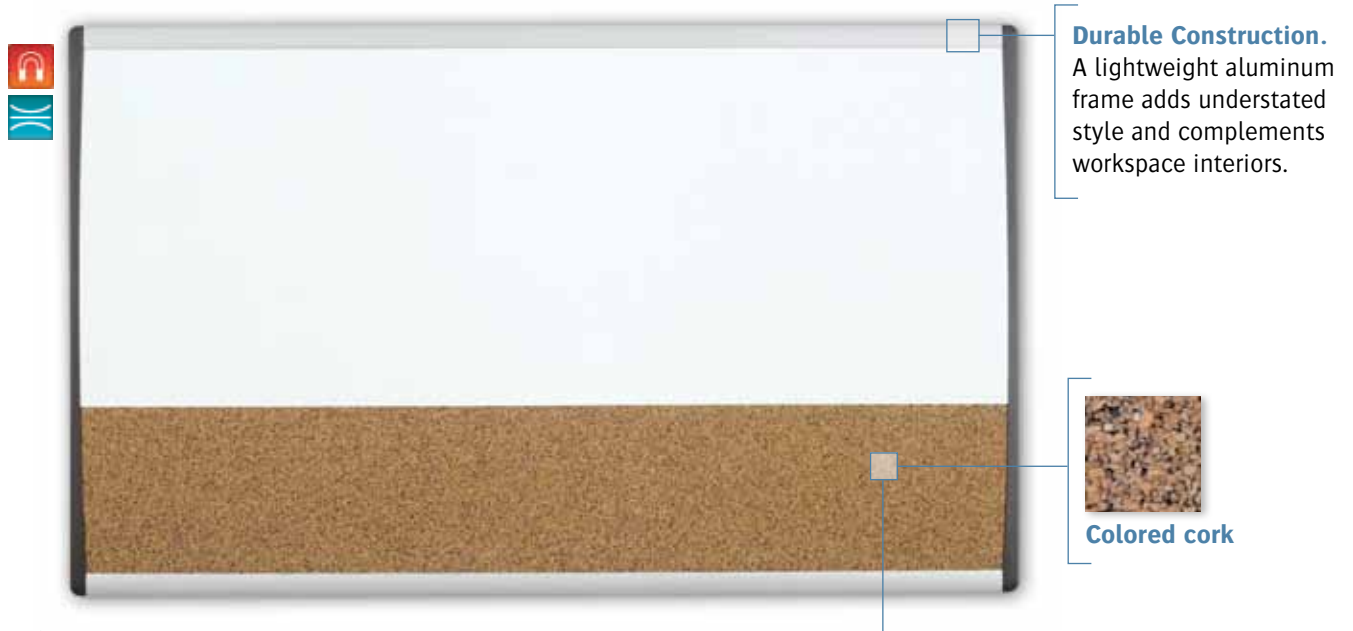 Durable Construction.
A lightweight aluminum
frame adds understated
style and complements
workspace interiors.
Colored cork